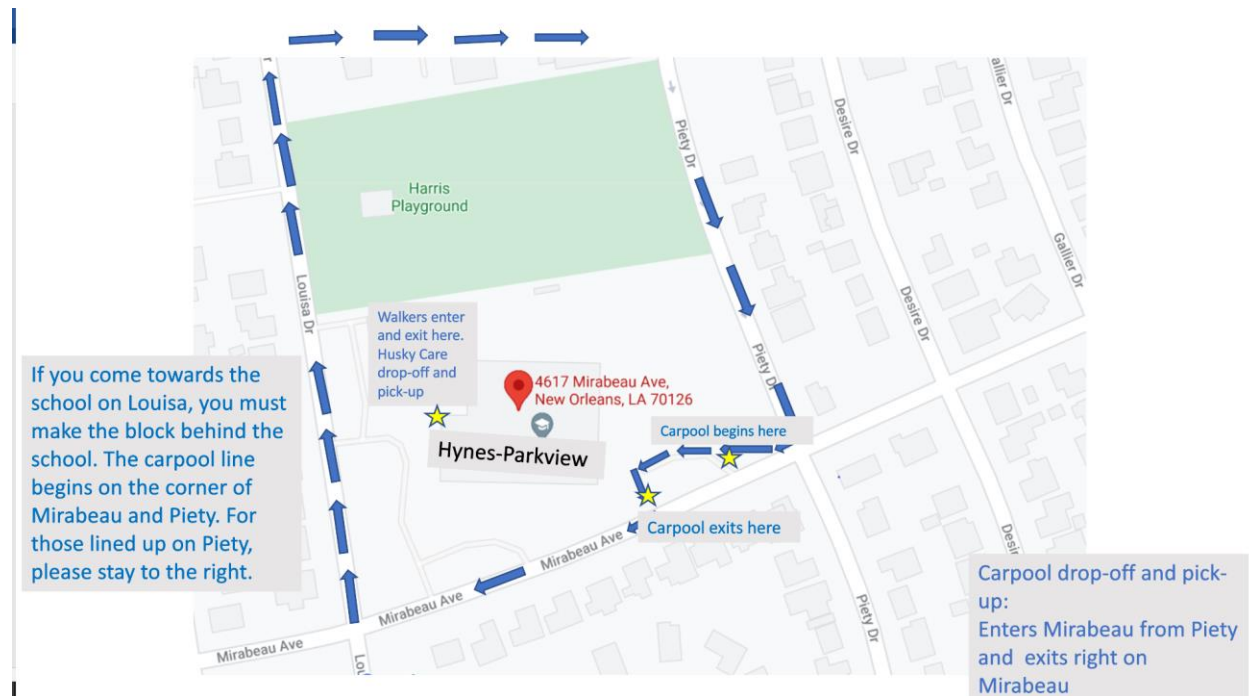 Piety Dr
Desire Dr
allier Dr
Harris
Playground
Gallier Dr
Louisa Dr
Desire Dr
Walkers enter
and exit here.
Husky Care
drop-off and
pick-up
Piety Dr
If you come towards the
school on Louisa, you must
make the block behind the
school. The carpool line
begins on the corner of
Mirabeau and Piety. For
those lined up on Piety,
please stay to the right.
4617 Mirabeau Ave,
New Orleans, LA 70126
Hynes-Parkview
Carpool begins here
Carpool exits here
Mirabeau Ave
Mirabeau Ave
Mirabeau Ave
Lou
Piety Dr
Desire
Carpool drop-off and pick-
up:
Enters Mirabeau from Piety
and exits right on
Mirabeau